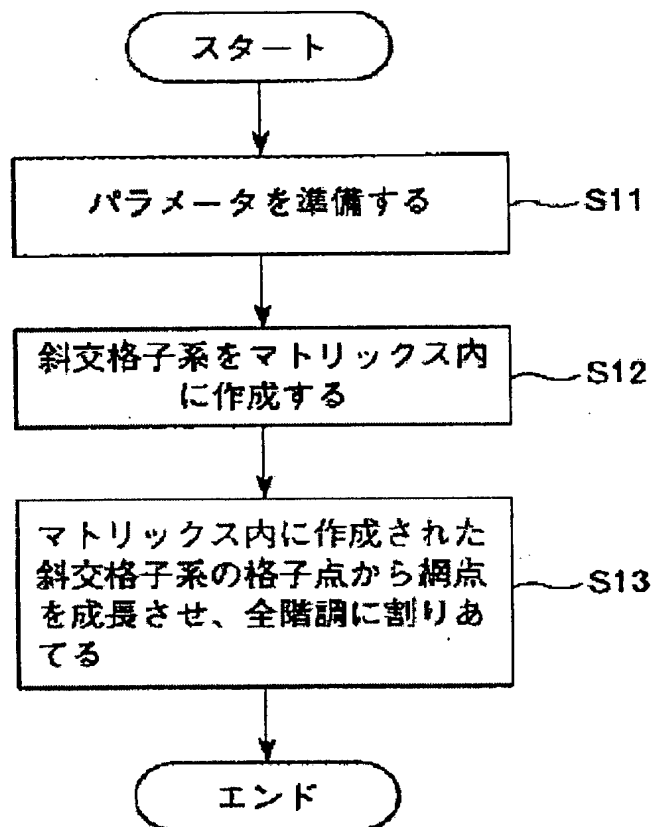 スタート
パラメータを準備する
S11
斜交格子系をマトリックス内
に作成する
S12
マトリックス内に作成された
斜交格子系の格子点から網点
を成長させ、全階調に割りあ
てる
S13
エンド